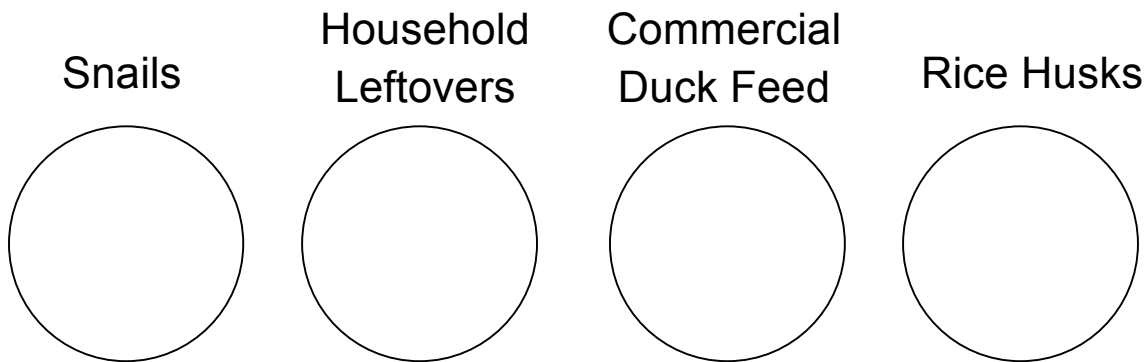 Snails
Household
Leftovers
Commercial
Duck Feed
Rice Husks